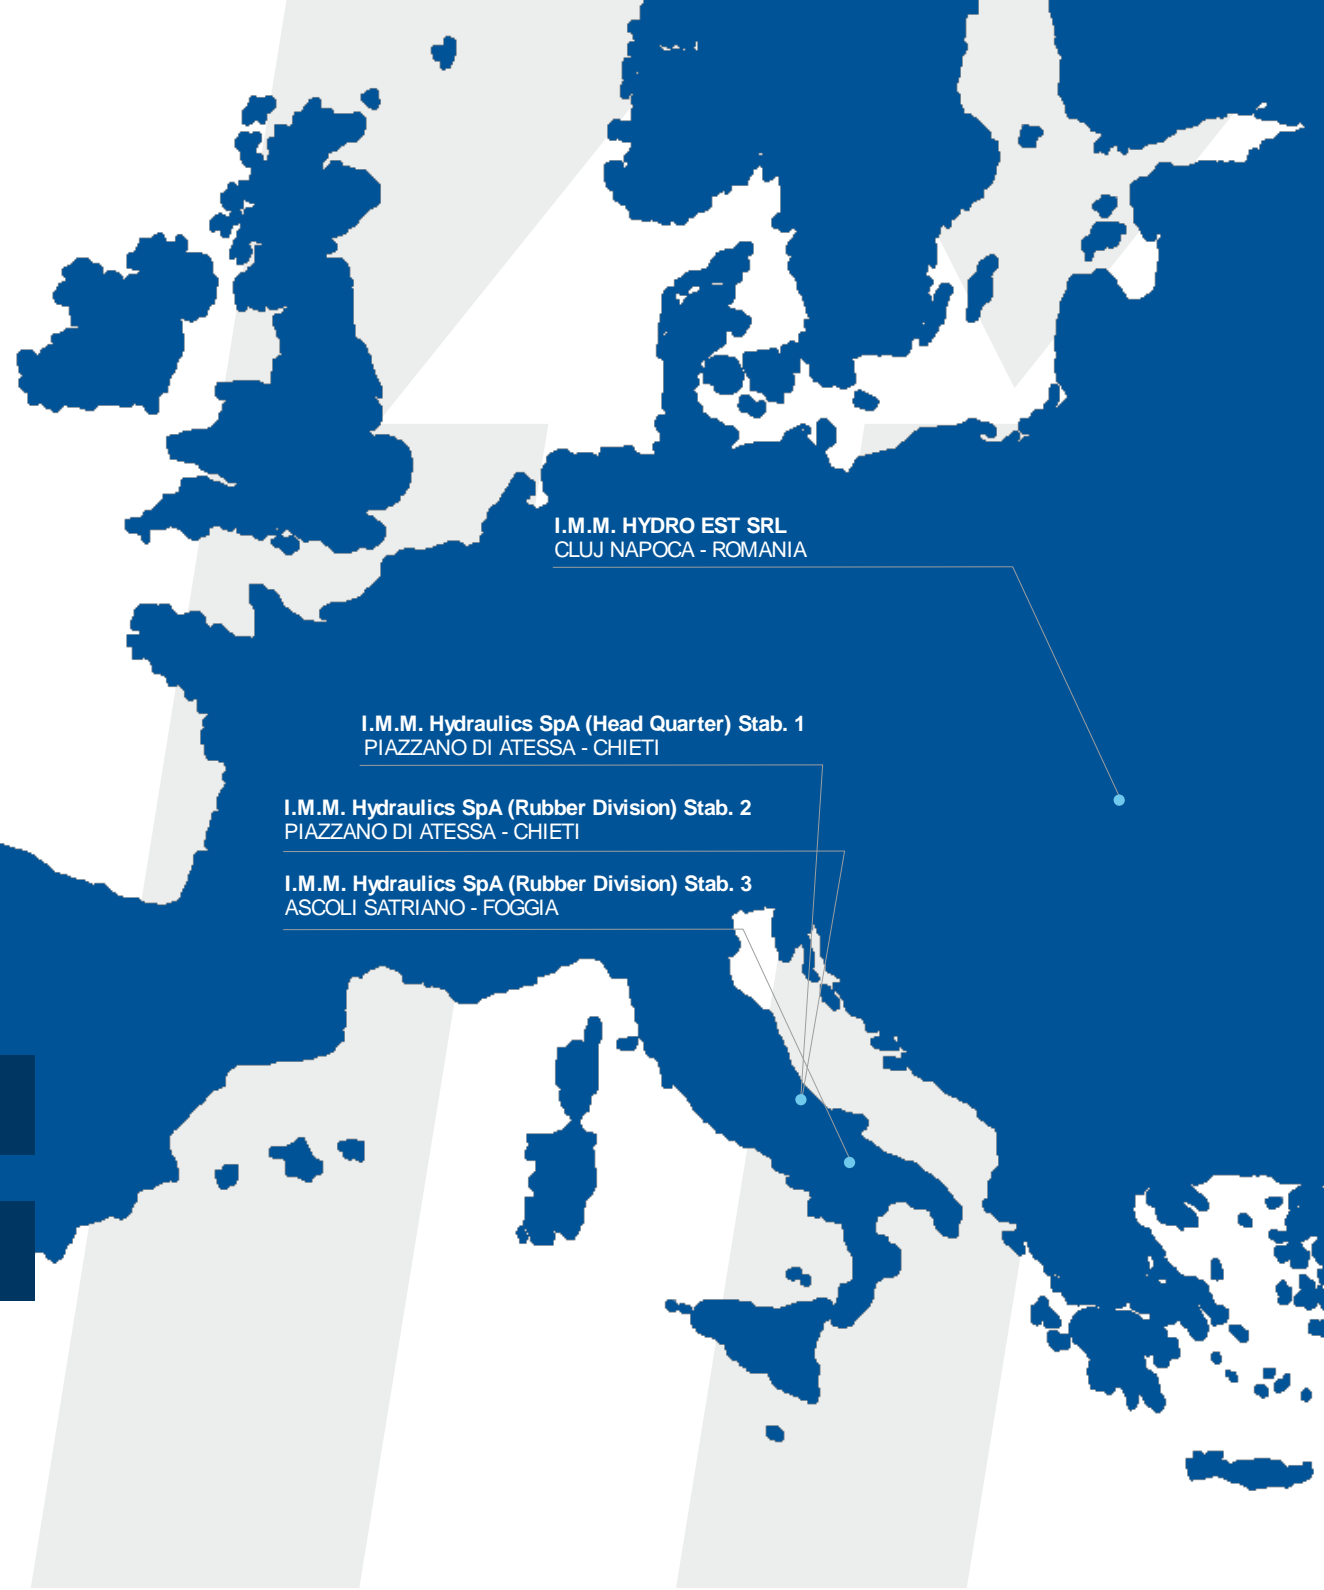 I.M.M. HYDRO EST SRL
CLUJ NAPOCA - ROMANIA
I.M.M. Hydraulics SpA (Head Quarter) Stab. 1
PIAZZANO DI ATESSA - CHIETI
I.M.M. Hydraulics SpA (Rubber Division) Stab. 2
PIAZZANO DI ATESSA - CHIETI
I.M.M. Hydraulics SpA (Rubber Division) Stab. 3
ASCOLI SATRIANO - FOGGIA